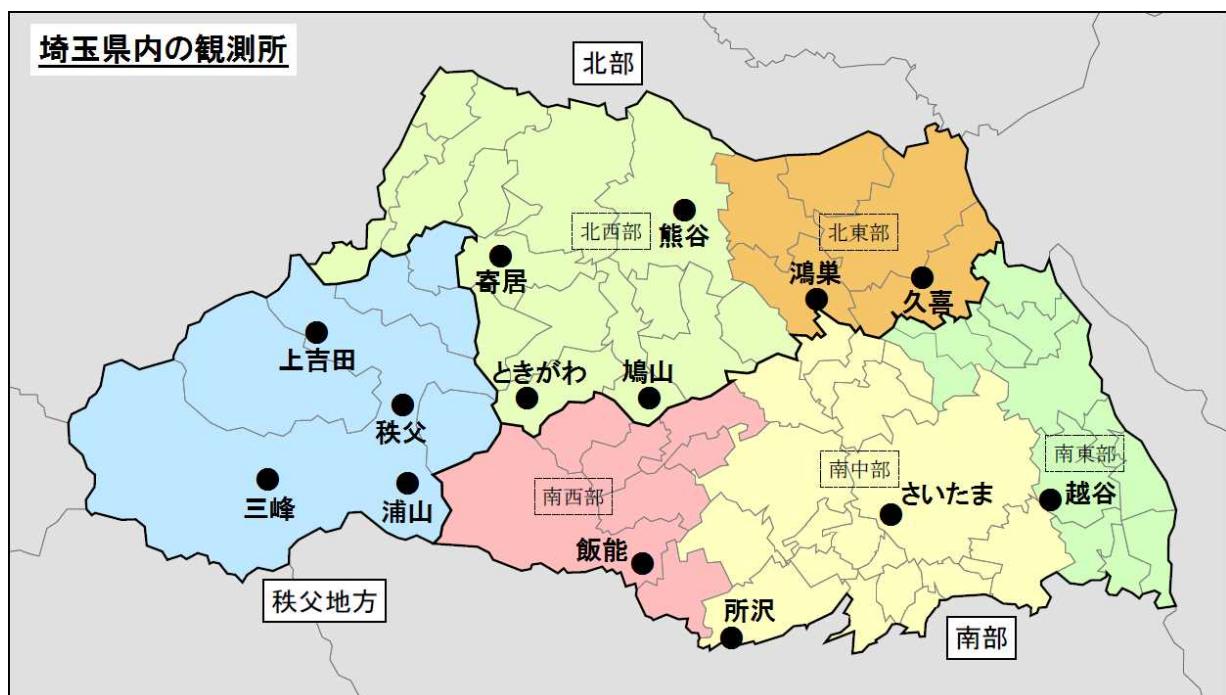 埼玉県内の観測所
北部
北西部
熊谷
北東部
寄居
鴻巣
久喜
上吉田
ときがわ
鳩山
秩父
南中部
南東部
三峰
浦山
南西部
さいたま
越谷
飯能
秩父地方
所沢
南部